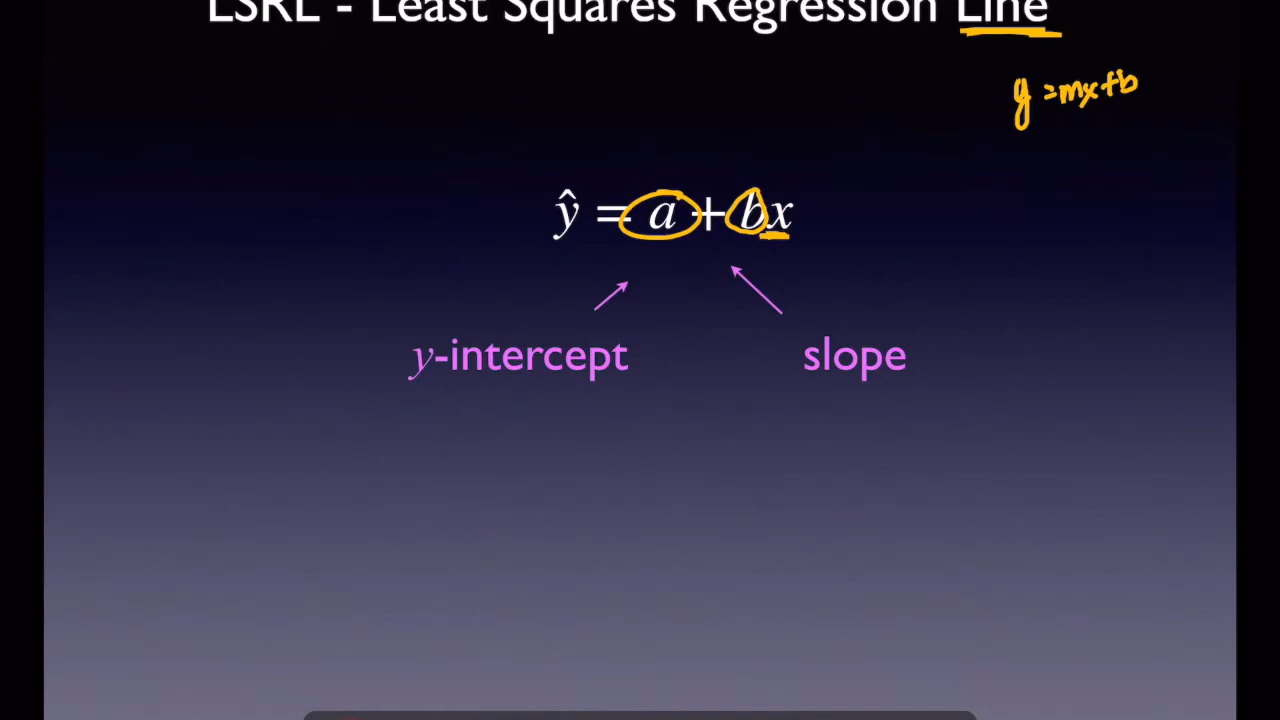 LSRL - Least Squares Regression Line
y = mx + b
ŷ = a + bx
y-intercept slope